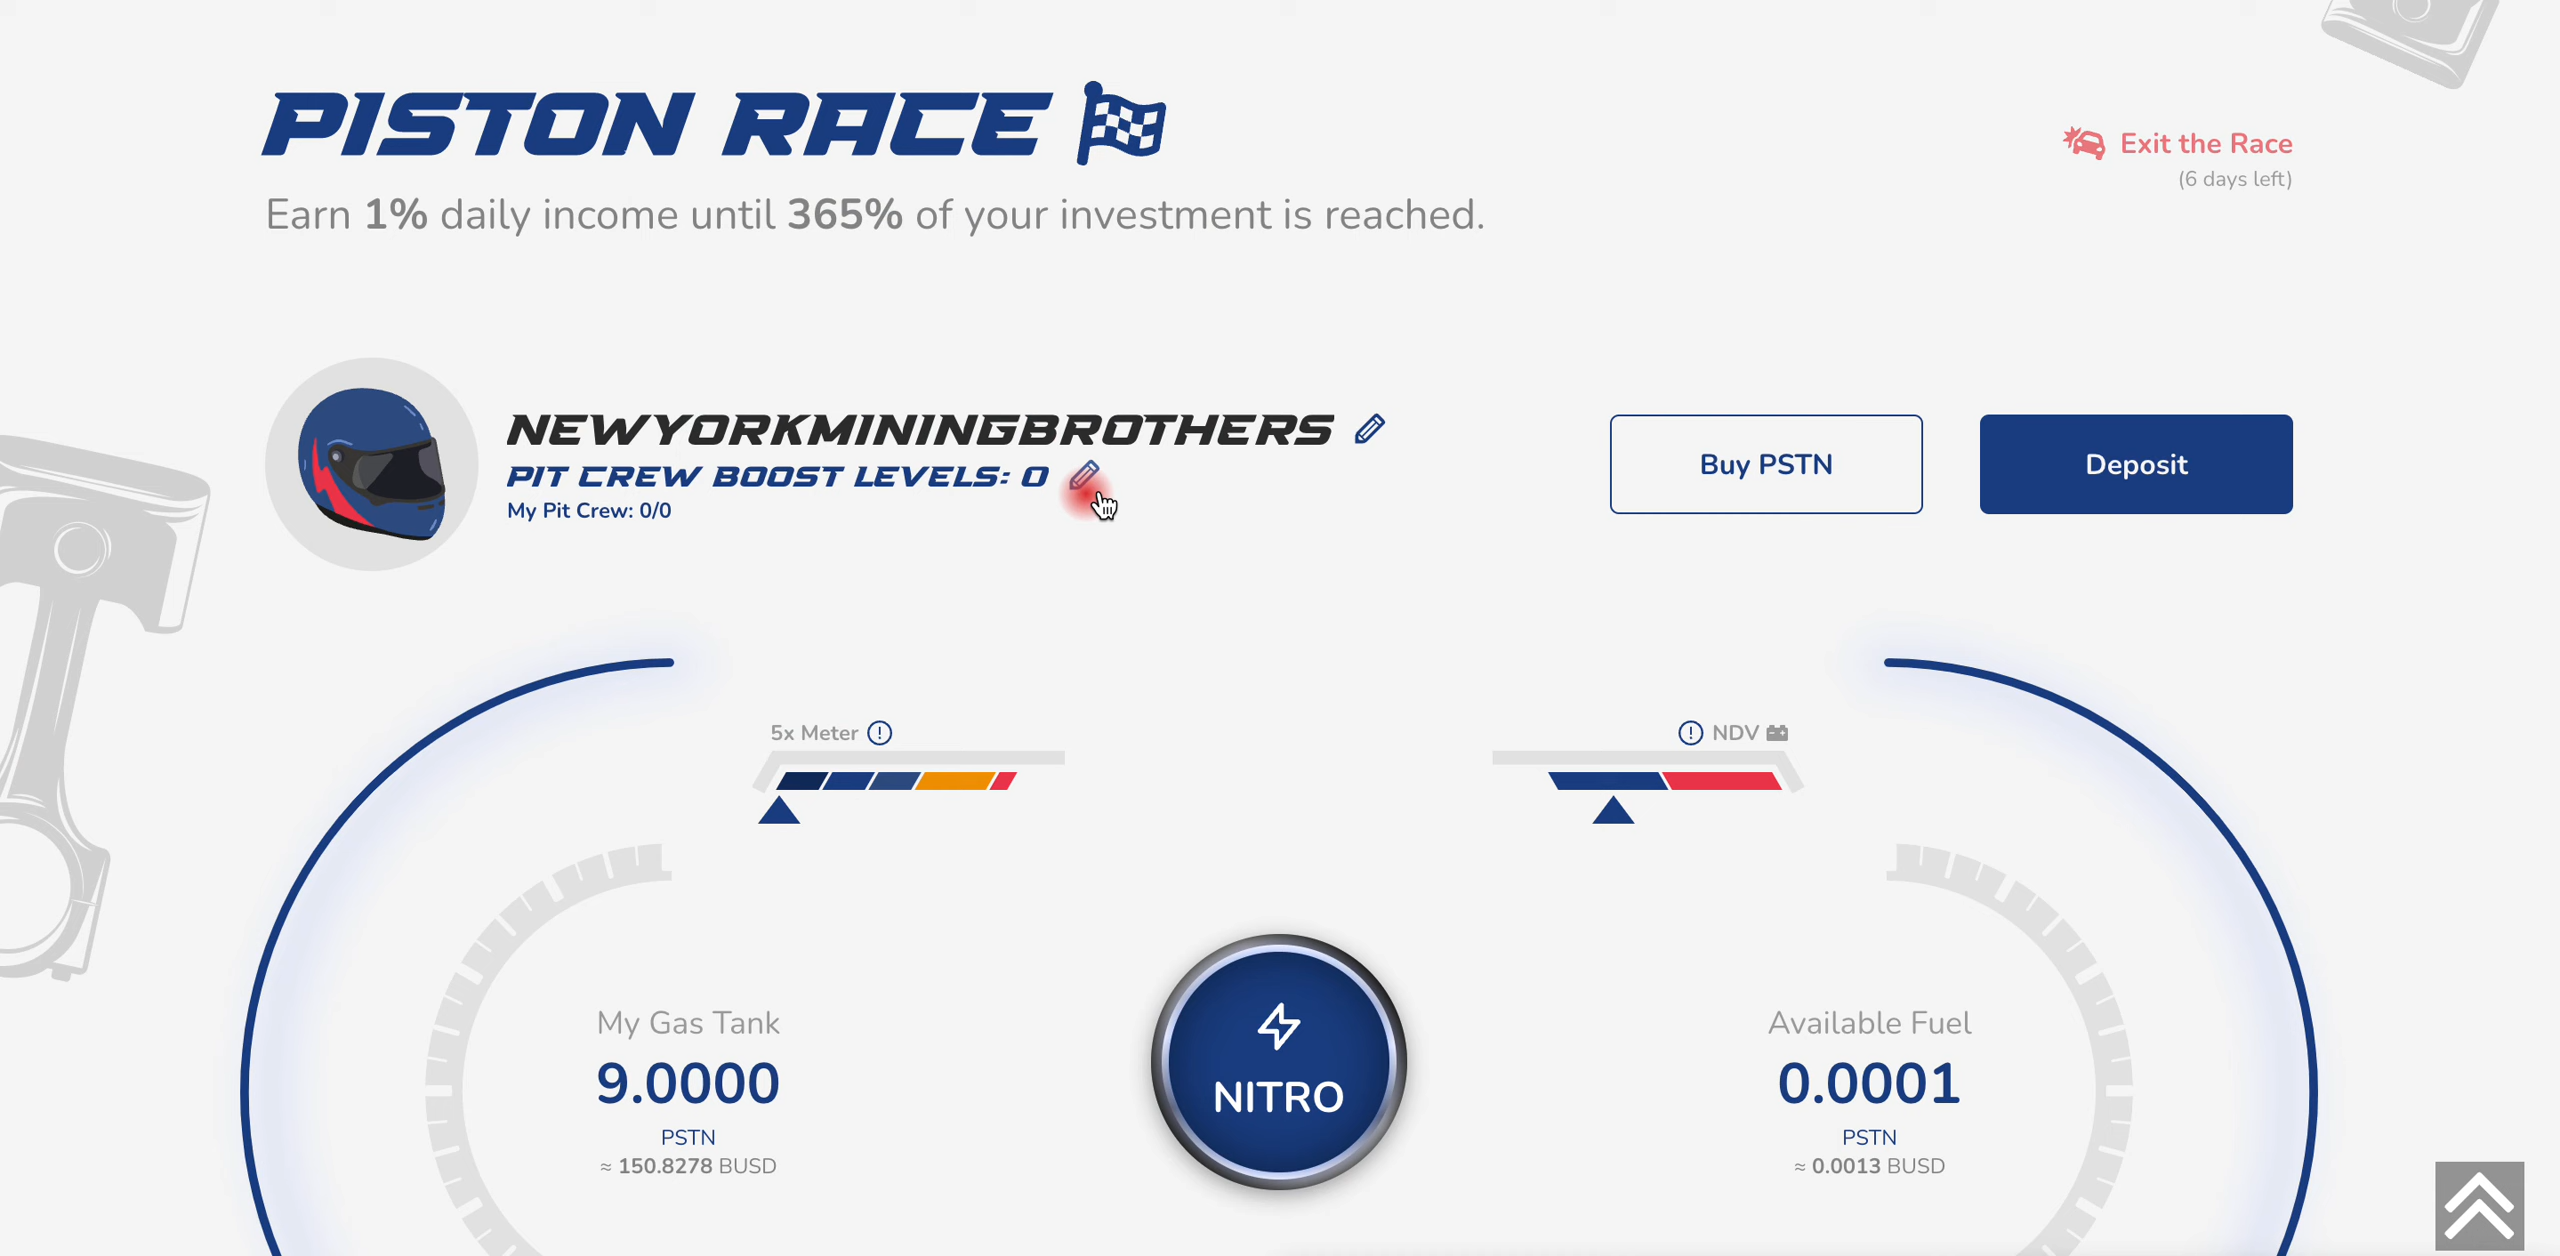 PISTON RACE
Exit the Race
(6 days left)
Earn 1% daily income until 365% of your investment is reached.
NEWYORKMININGBROTHERS
PIT CREW BOOST LEVELS: 0
My Pit Crew: 0/0
Buy PSTN
Deposit
5x Meter
NDV
My Gas Tank
9.0000
PSTN
≈ 150.8278 BUSD
NITRO
Available Fuel
0.0001
PSTN
≈ 0.0013 BUSD